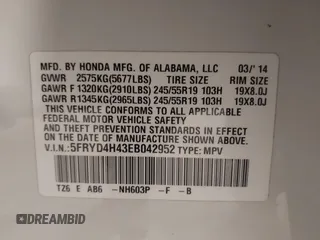 MFD. BY HONDA MFG. OF ALABAMA, LLC 03/' 14
GVWR 2575KG(5677LBS) TIRE SIZE RIM SIZE
GAWR F 1320KG(2910LBS) 245/55R19 103H 19X8.0J
GAWR R 1345KG(2965LBS) 245/55R19 103H 19X8.0J
THIS VEHICLE CONFORMS TO ALL APPLICABLE
FEDERAL MOTOR VEHICLE SAFETY STANDARDS
IN EFFECT ON THE DATE OF MANUFACTURE
SHOWN ABOVE.
V.I.N.:5FRYD4H43EB042952 TYPE: MPV
TZ6 E AB6 -NH603P -F -B
DREAMBID